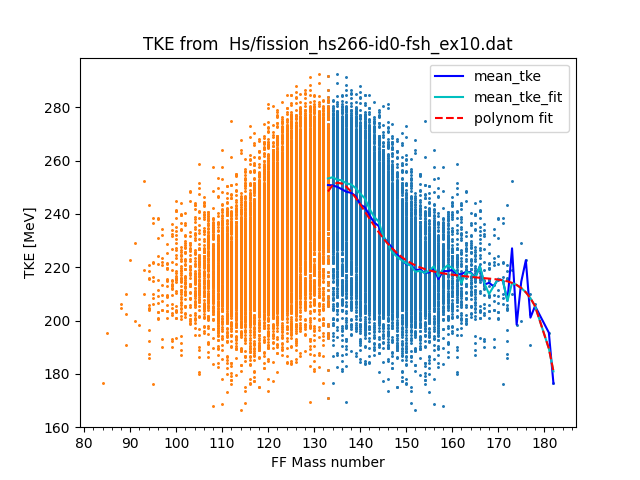 TKE from  Hs/fission_hs266-id0-fsh_ex10.dat
mean_tke
mean_tke_fit
polynom fit
TKE [MeV]
280
260
240
220
200
180
160
80 90 100 110 120 130 140 150 160 170 180
FF Mass number